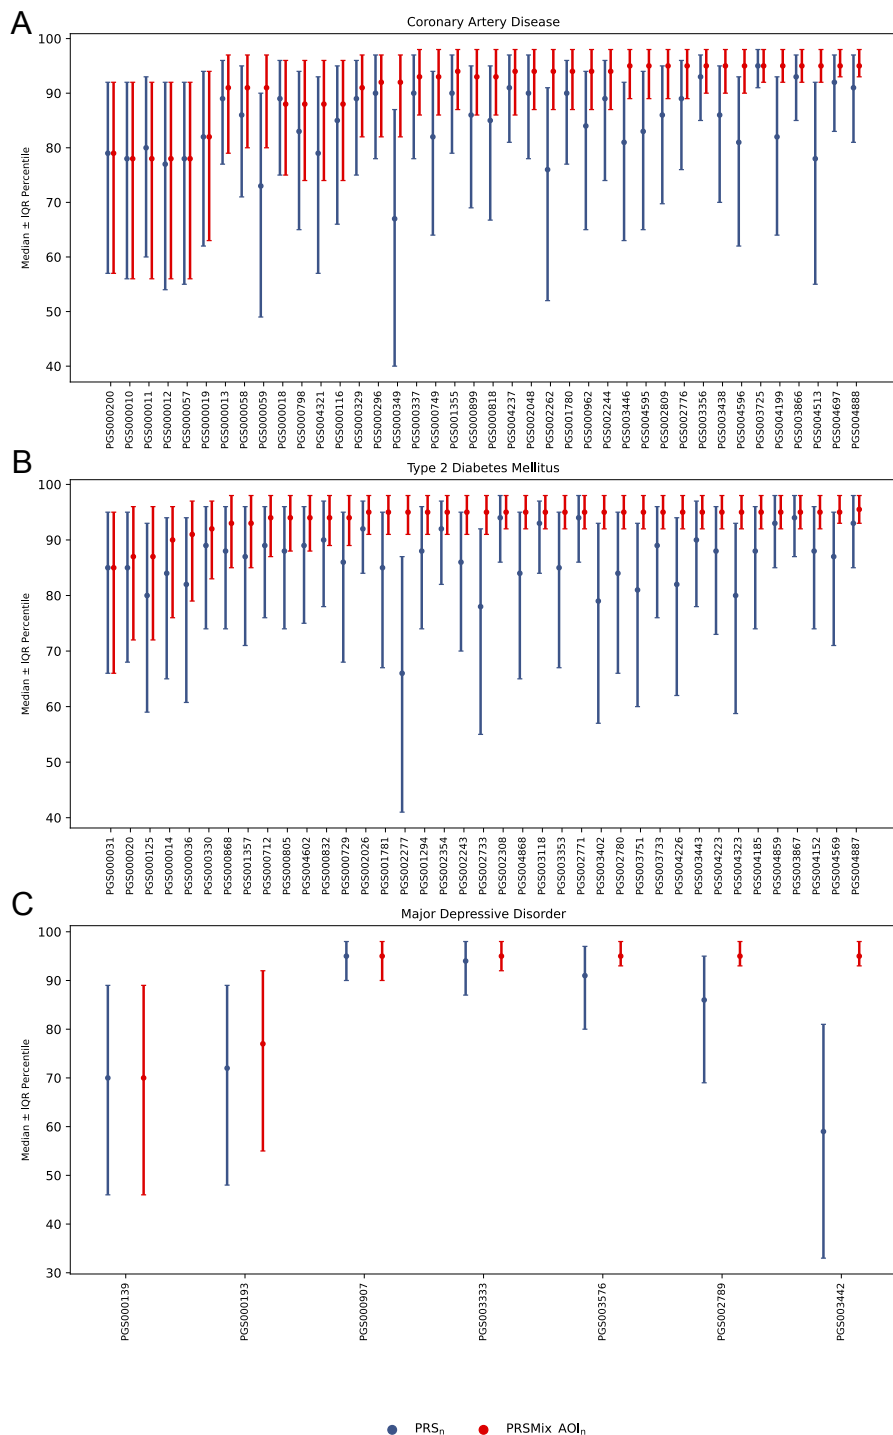 A
Coronary Artery Disease
Median ± IQR Percentile
100
90
80
70
60
50
40
PGS000200
PGS000010
PGS000011
PGS000012
PGS000057
PGS000019
PGS000013
PGS000058
PGS000059
PGS000018
PGS000798
PGS004321
PGS000116
PGS000329
PGS000296
PGS000349
PGS000337
PGS000749
PGS001355
PGS000899
PGS000818
PGS004237
PGS002048
PGS002262
PGS001780
PGS000962
PGS002244
PGS003446
PGS004595
PGS002809
PGS002776
PGS003356
PGS003438
PGS004596
PGS003725
PGS004199
PGS003866
PGS004513
PGS004697
PGS004888
B
Type 2 Diabetes Mellitus
Median ± IQR Percentile
100
90
80
70
60
50
40
PGS000031
PGS000020
PGS000125
PGS000014
PGS000036
PGS000330
PGS000868
PGS001357
PGS000712
PGS000805
PGS004602
PGS000832
PGS000729
PGS002026
PGS001781
PGS002277
PGS001294
PGS002354
PGS002243
PGS002733
PGS002308
PGS004868
PGS003118
PGS003353
PGS002771
PGS003402
PGS002780
PGS003751
PGS003733
PGS004226
PGS003443
PGS004223
PGS004323
PGS004185
PGS004859
PGS003867
PGS004152
PGS004569
PGS004887
C
Major Depressive Disorder
Median ± IQR Percentile
100
90
80
70
60
50
40
30
PGS000139
PGS000193
PGS000907
PGS003333
PGS003576
PGS002789
PGS003442
PRSₙ
PRSMix AOIₙ